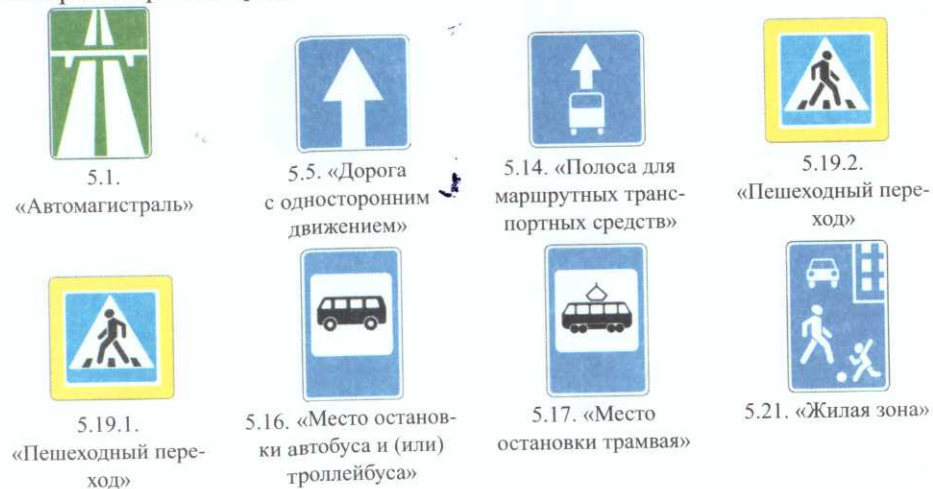 5.1.
«Автомагистраль»
5.5. «Дорога
с односторонним
движением»
5.14. «Полоса для
маршрутных транс-
портных средств»
5.19.2.
«Пешеходный пере-
ход»
5.19.1.
«Пешеходный пере-
ход»
5.16. «Место останов-
ки автобуса и (или)
троллейбуса»
5.17. «Место
остановки трамвая»
5.21. «Жилая зона»